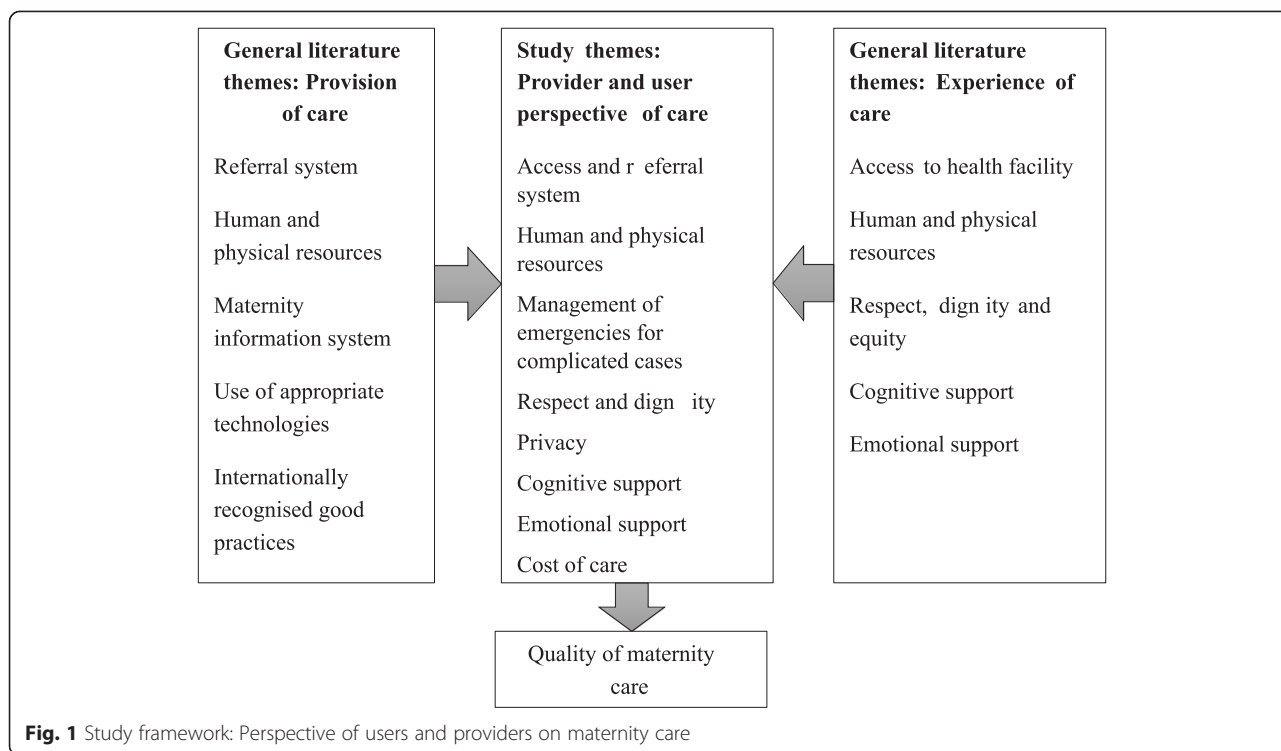 General literature
themes: Provision
of care
Referral system
Human and
physical resources
Maternity
information system
Use of appropriate
technologies
Internationally
recognised good
practices
Study themes:
Provider and user
perspective of care
Access and r eferral
system
Human and physical
resources
Management of
emergencies for
complicated cases
Respect and dign ity
Privacy
Cognitive support
Emotional support
Cost of care
General literature
themes: Experience of
care
Access to health facility
Human and physical
resources
Respect, dign ity and
equity
Cognitive support
Emotional support
Quality of maternity
care
Fig. 1 Study framework: Perspective of users and providers on maternity care